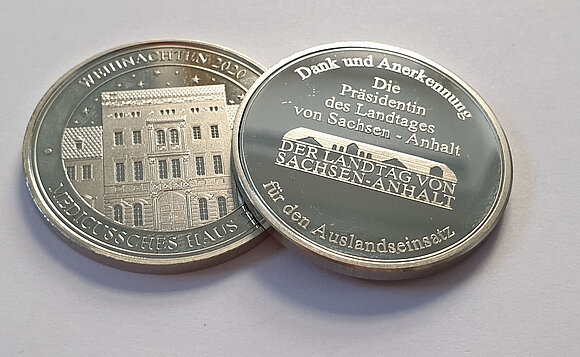 WEIHNACHTEN 2020
MEDICUSSCHES HAUS
Dank und Anerkennung
Die
Präsidentin
des Landtages
von Sachsen - Anhalt
DER LANDTAG VON
SACHSEN-ANHALT
für den Auslandseinsatz